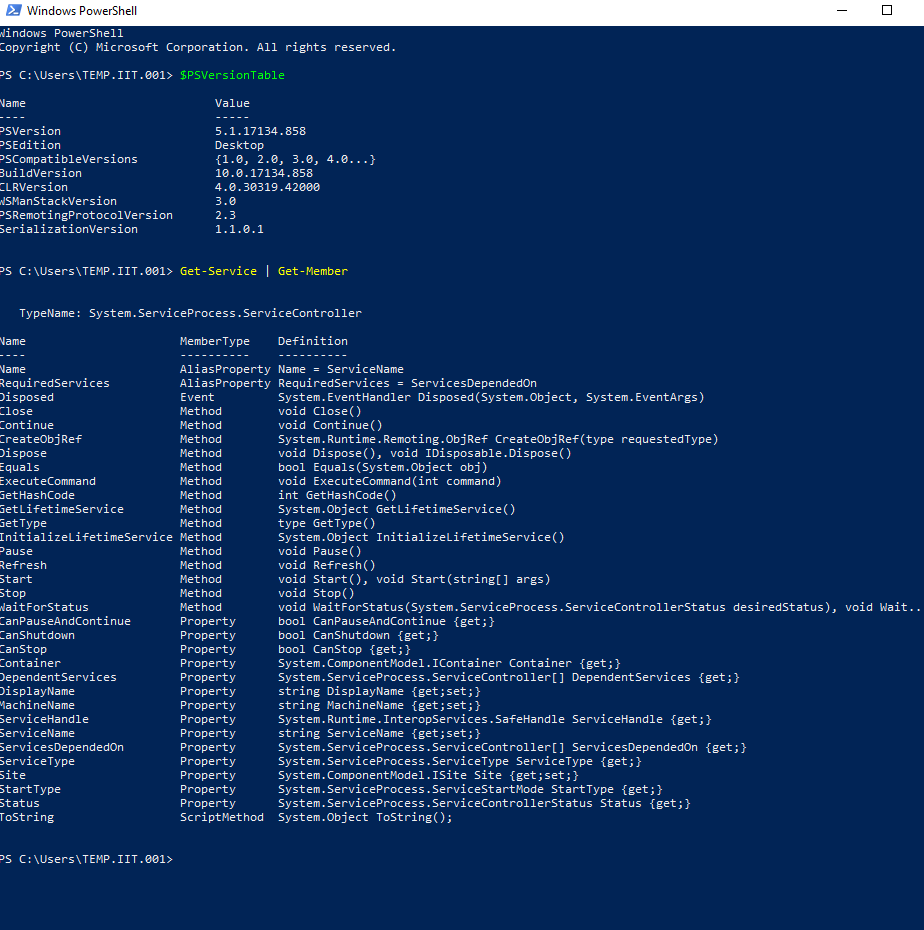 Windows PowerShell
Windows PowerShell
Copyright (C) Microsoft Corporation. All rights reserved.
PS C:\Users\TEMP.IIT.001> $PSVersionTable
Name                           Value
----                           -----
PSVersion                      5.1.17134.858
PSEdition                      Desktop
PSCompatibleVersions           {1.0, 2.0, 3.0, 4.0...}
BuildVersion                   10.0.17134.858
CLRVersion                     4.0.30319.42000
WSManStackVersion              3.0
PSRemotingProtocolVersion      2.3
SerializationVersion           1.1.0.1
PS C:\Users\TEMP.IIT.001> Get-Service | Get-Member
   TypeName: System.ServiceProcess.ServiceController
Name                      MemberType    Definition
----                      ----------    ----------
Name                      AliasProperty Name = ServiceName
RequiredServices          AliasProperty RequiredServices = ServicesDependedOn
Disposed                  Event         System.EventHandler Disposed(System.Object, System.EventArgs)
Close                     Method        void Close()
Continue                  Method        void Continue()
CreateObjRef              Method        System.Runtime.Remoting.ObjRef CreateObjRef(type requestedType)
Dispose                   Method        void Dispose(), void IDisposable.Dispose()
Equals                    Method        bool Equals(System.Object obj)
ExecuteCommand            Method        void ExecuteCommand(int command)
GetHashCode               Method        int GetHashCode()
GetLifetimeService        Method        System.Object GetLifetimeService()
GetType                   Method        type GetType()
InitializeLifetimeService Method        System.Object InitializeLifetimeService()
Pause                     Method        void Pause()
Refresh                   Method        void Refresh()
Start                     Method        void Start(), void Start(string[] args)
Stop                      Method        void Stop()
WaitForStatus             Method        void WaitForStatus(System.ServiceProcess.ServiceControllerStatus desiredStatus), void Wait..
CanPauseAndContinue       Property      bool CanPauseAndContinue {get;}
CanShutdown               Property      bool CanShutdown {get;}
CanStop                   Property      bool CanStop {get;}
Container                 Property      System.ComponentModel.IContainer Container {get;}
DependentServices         Property      System.ServiceProcess.ServiceController[] DependentServices {get;}
DisplayName               Property      string DisplayName {get;set;}
MachineName               Property      string MachineName {get;set;}
ServiceHandle             Property      System.Runtime.InteropServices.SafeHandle ServiceHandle {get;}
ServiceName               Property      string ServiceName {get;set;}
ServicesDependedOn        Property      System.ServiceProcess.ServiceController[] ServicesDependedOn {get;}
ServiceType               Property      System.ServiceProcess.ServiceType ServiceType {get;}
Site                      Property      System.ComponentModel.ISite Site {get;set;}
StartType                 Property      System.ServiceProcess.ServiceStartMode StartType {get;}
Status                    Property      System.ServiceProcess.ServiceControllerStatus Status {get;}
ToString                  ScriptMethod  System.Object ToString();
PS C:\Users\TEMP.IIT.001>